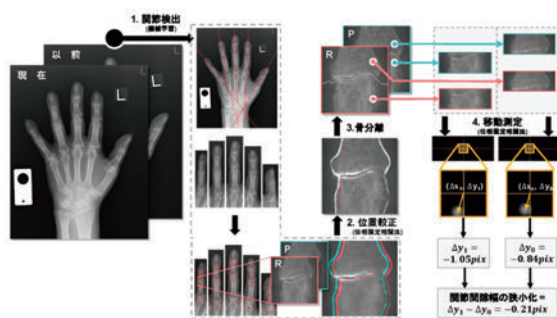 1. 関節検出
(機械学習)
以 前
現 在
L
L
L
P
R
P
R
2. 位置較正
(位相限定相関法)
3.骨分離
4. 移動測定
(位相限定相関法)
(Δx₁, Δy₁)
(Δx₀, Δy₀)
Δy₁ =
−1.05pix
Δy₀ =
−0.84pix
関節間隙幅の狭小化 =
Δy₁ − Δy₀ = −0.21pix